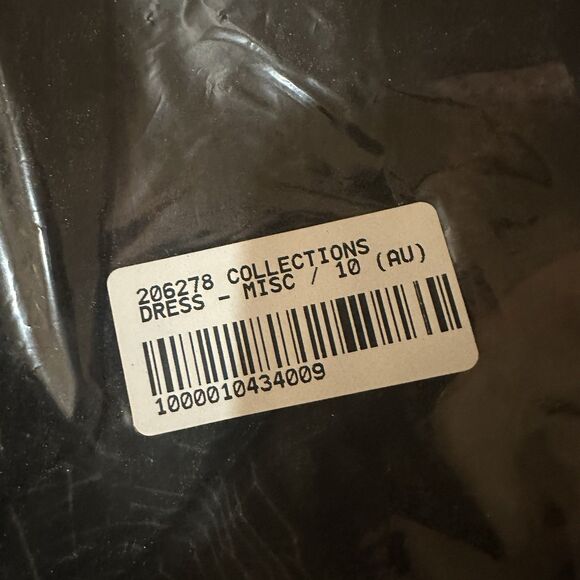 206278 COLLECTIONS
DRESS - MISC / 10 (AU)
1000010434009